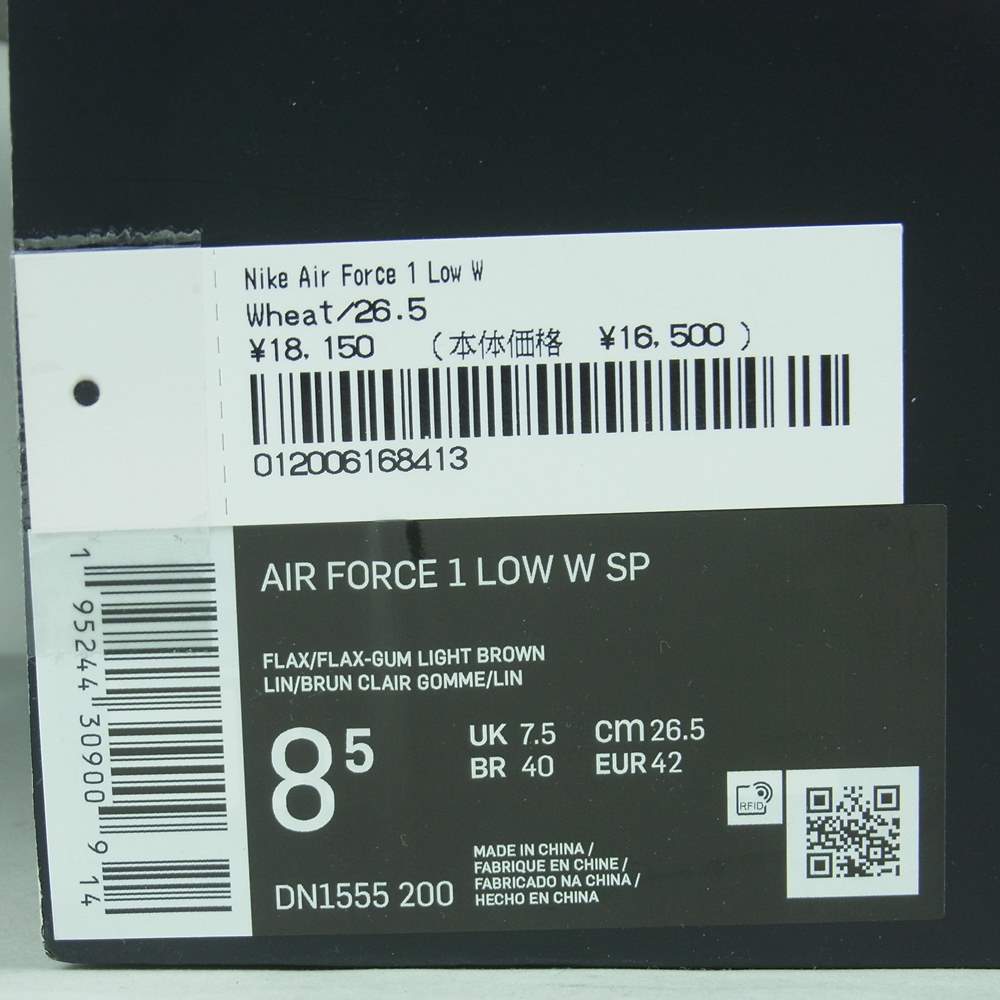 Nike Air Force 1 Low W
Wheat/26.5
¥18,150 (本体価格 ¥16,500 )
012006168413
1 95244 30900 9 14
AIR FORCE 1 LOW W SP
FLAX/FLAX-GUM LIGHT BROWN
LIN/BRUN CLAIR GOMME/LIN
8 5
UK 7.5 cm 26.5
BR 40 EUR 42
RFID
MADE IN CHINA /
FABRIQUE EN CHINE /
FABRICADO NA CHINA /
HECHO EN CHINA
DN1555 200